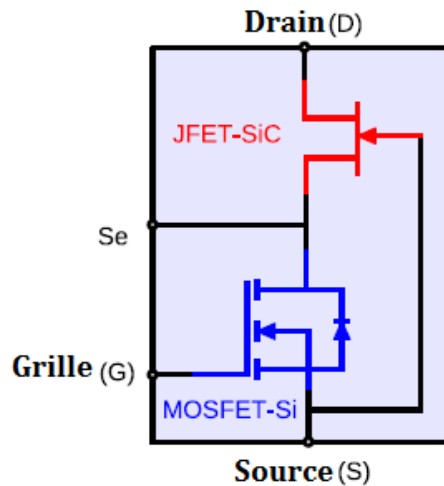 Drain (D)
JFET-SiC
Se
Grille (G)
MOSFET-Si
Source (S)